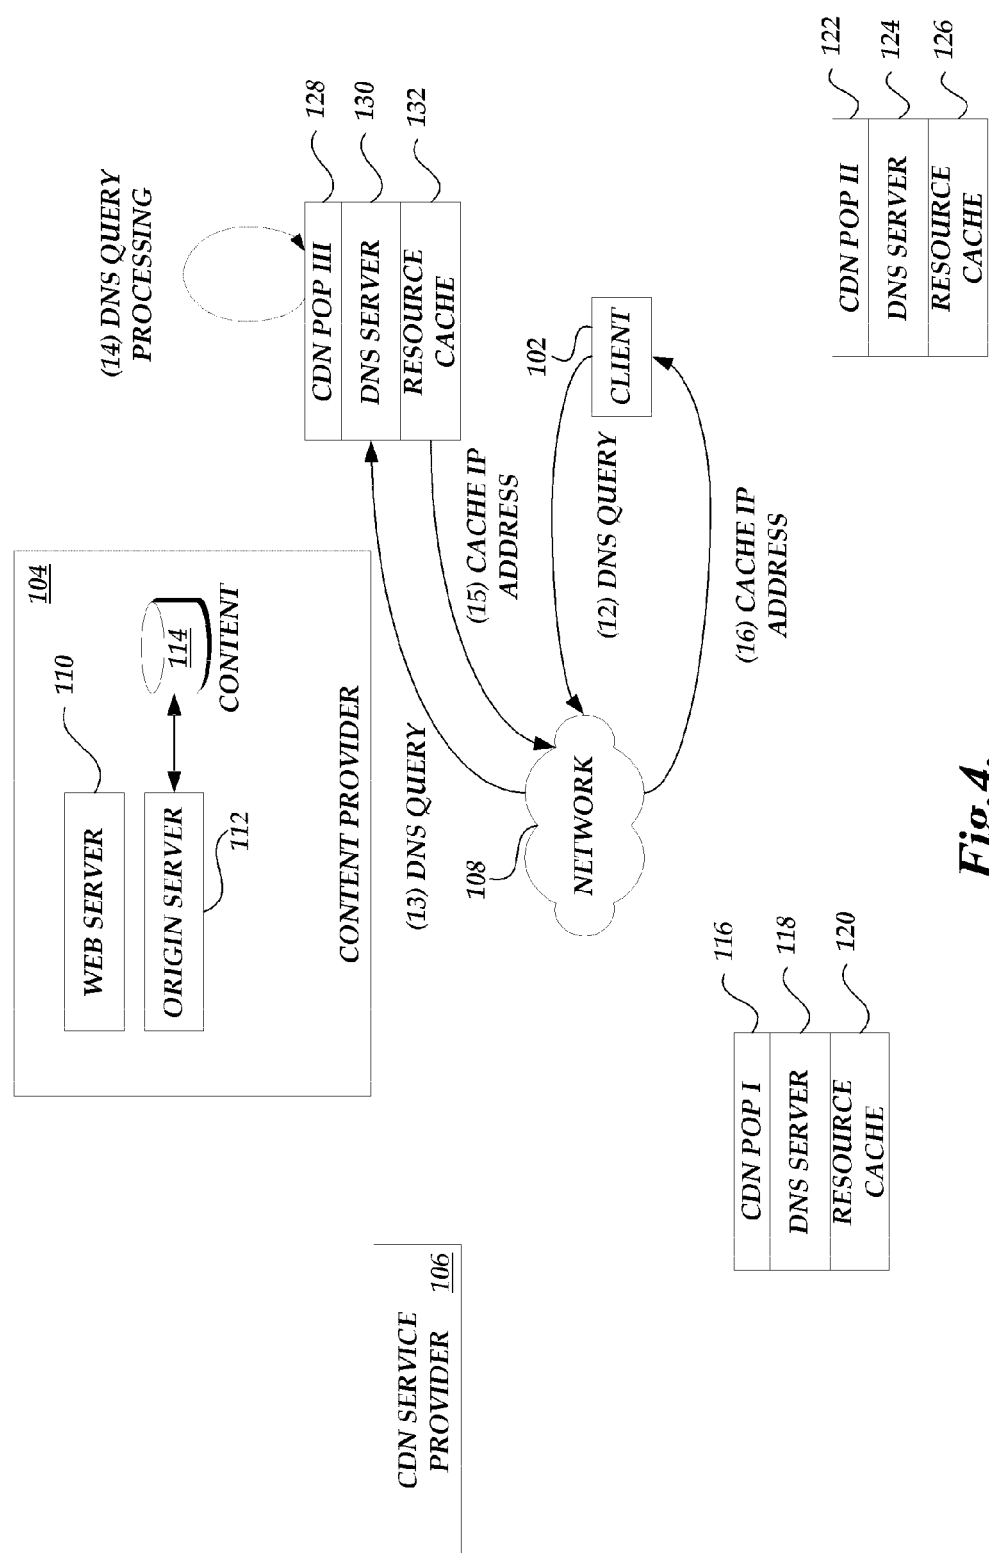 104
WEB SERVER
110
ORIGIN SERVER
112
114
CONTENT
CONTENT PROVIDER
(14) DNS QUERY
PROCESSING
CDN POP III
128
DNS SERVER
130
RESOURCE
CACHE
132
CDN SERVICE
PROVIDER
106
(13) DNS QUERY
(15) CACHE IP
ADDRESS
108
NETWORK
(12) DNS QUERY
102
CLIENT
(16) CACHE IP
ADDRESS
CDN POP I
116
DNS SERVER
118
RESOURCE
CACHE
120
CDN POP II
122
DNS SERVER
124
RESOURCE
CACHE
126
Fig.4.